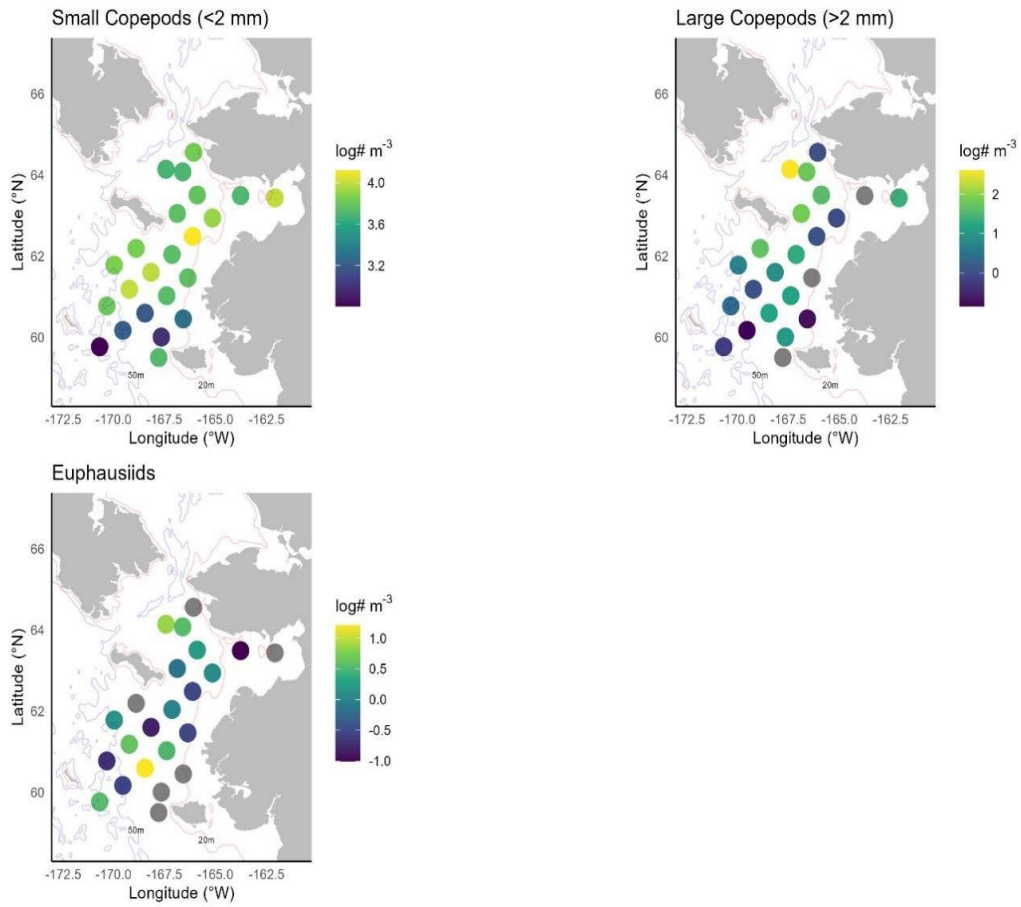 Small Copepods (<2 mm)
66
64
62
60
Latitude (°N)
50m
20m
-172.5 -170.0 -167.5 -165.0 -162.5
Longitude (°W)
log# m⁻³
4.0
3.6
3.2
Large Copepods (>2 mm)
66
64
62
60
Latitude (°N)
50m
20m
-172.5 -170.0 -167.5 -165.0 -162.5
Longitude (°W)
log# m⁻³
2
1
0
Euphausiids
66
64
62
60
Latitude (°N)
50m
20m
-172.5 -170.0 -167.5 -165.0 -162.5
Longitude (°W)
log# m⁻³
1.0
0.5
0.0
-0.5
-1.0